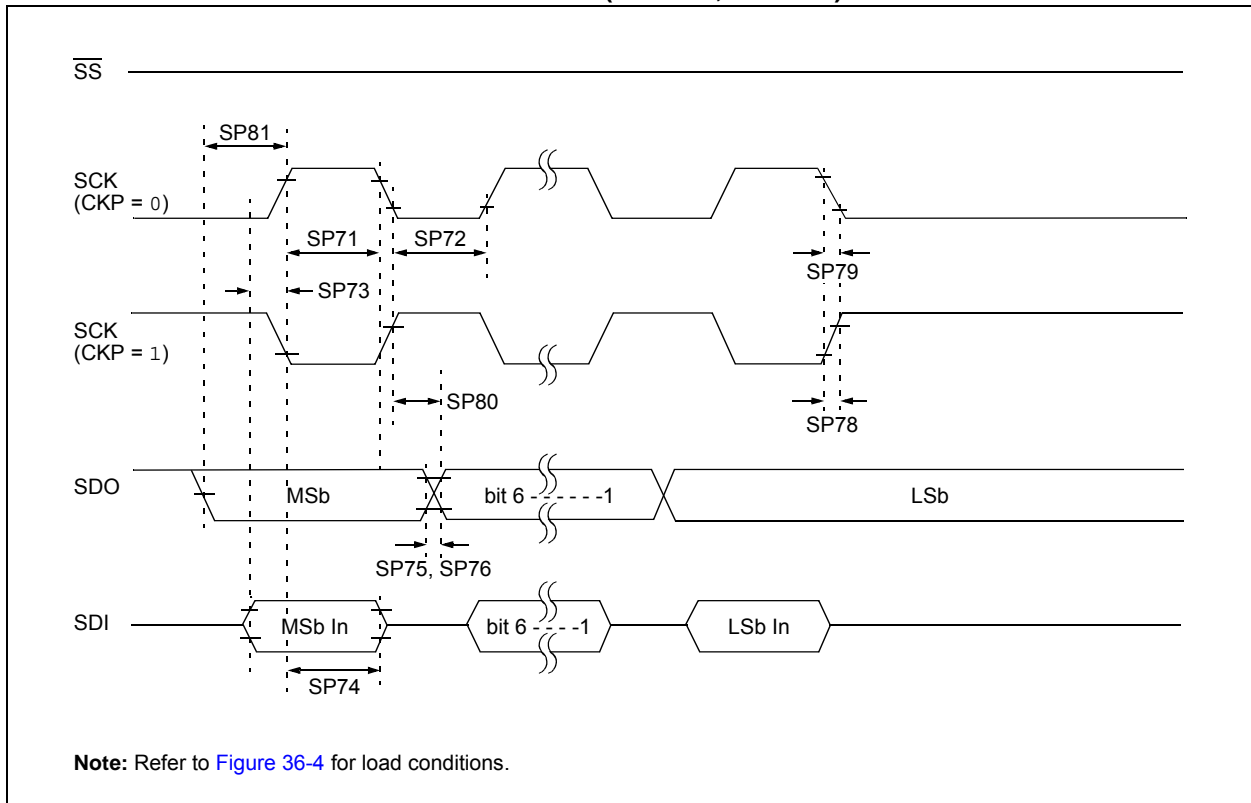 SS
SP81
SCK
(CKP = 0)
SP71
SP72
SP79
SP73
SCK
(CKP = 1)
SP80
SP78
SDO
MSb
bit 6 - - - - - -1
LSb
SP75, SP76
SDI
MSb In
bit 6 - - - -1
LSb In
SP74
Note: Refer to Figure 36-4 for load conditions.